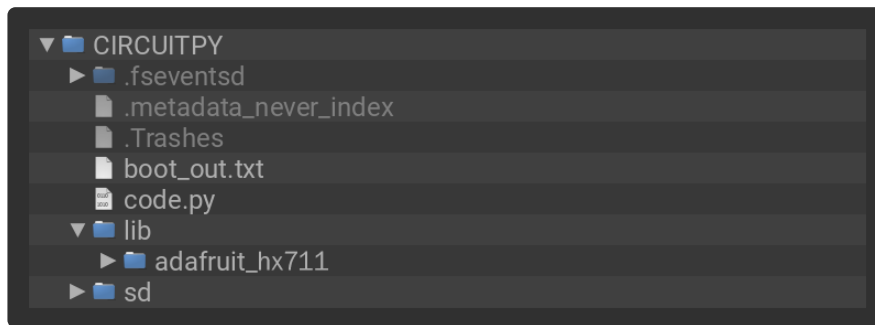 CIRCUITPY
.fseventsd
.metadata_never_index
.Trashes
boot_out.txt
code.py
lib
adafruit_hx711
sd